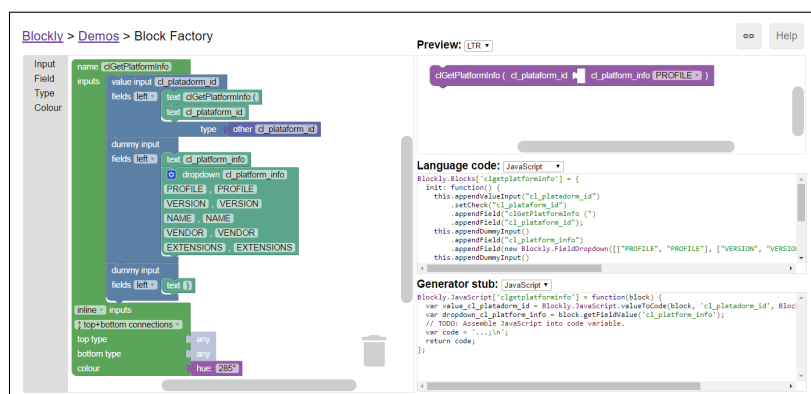 Blockly > Demos > Block Factory
Help
Input
Field
Type
Colour
name clGetPlatformInfo
inputs value input cl_platadorm_id
fields left text clGetPlatformInfo (
text cl_plataform_id
type other cl_plataform_id
dummy input
fields left text cl_platform_info
dropdown cl_platform_info
PROFILE , PROFILE
VERSION , VERSION
NAME , NAME
VENDOR , VENDOR
EXTENSIONS , EXTENSIONS
dummy input
fields left text )
inline inputs
↕ top+bottom connections
top type any
bottom type any
colour hue: 285°
Preview: LTR
clGetPlatformInfo ( cl_plataform_id cl_platform_info PROFILE )
Language code: JavaScript
Blockly.Blocks['clgetplatforminfo'] = {
init: function() {
this.appendValueInput("cl_platadorm_id")
.setCheck("cl_plataform_id")
.appendField("clGetPlatformInfo (")
.appendField("cl_plataform_id");
this.appendDummyInput()
.appendField("cl_platform_info")
.appendField(new Blockly.FieldDropdown([["PROFILE", "PROFILE"], ["VERSION", "VERSIO
this.appendDummyInput()
Generator stub: JavaScript
Blockly.JavaScript['clgetplatforminfo'] = function(block) {
var value_cl_platadorm_id = Blockly.JavaScript.valueToCode(block, 'cl_platadorm_id', Bloc
var dropdown_cl_platform_info = block.getFieldValue('cl_platform_info');
// TODO: Assemble JavaScript into code variable.
var code = '...;\n';
return code;
};